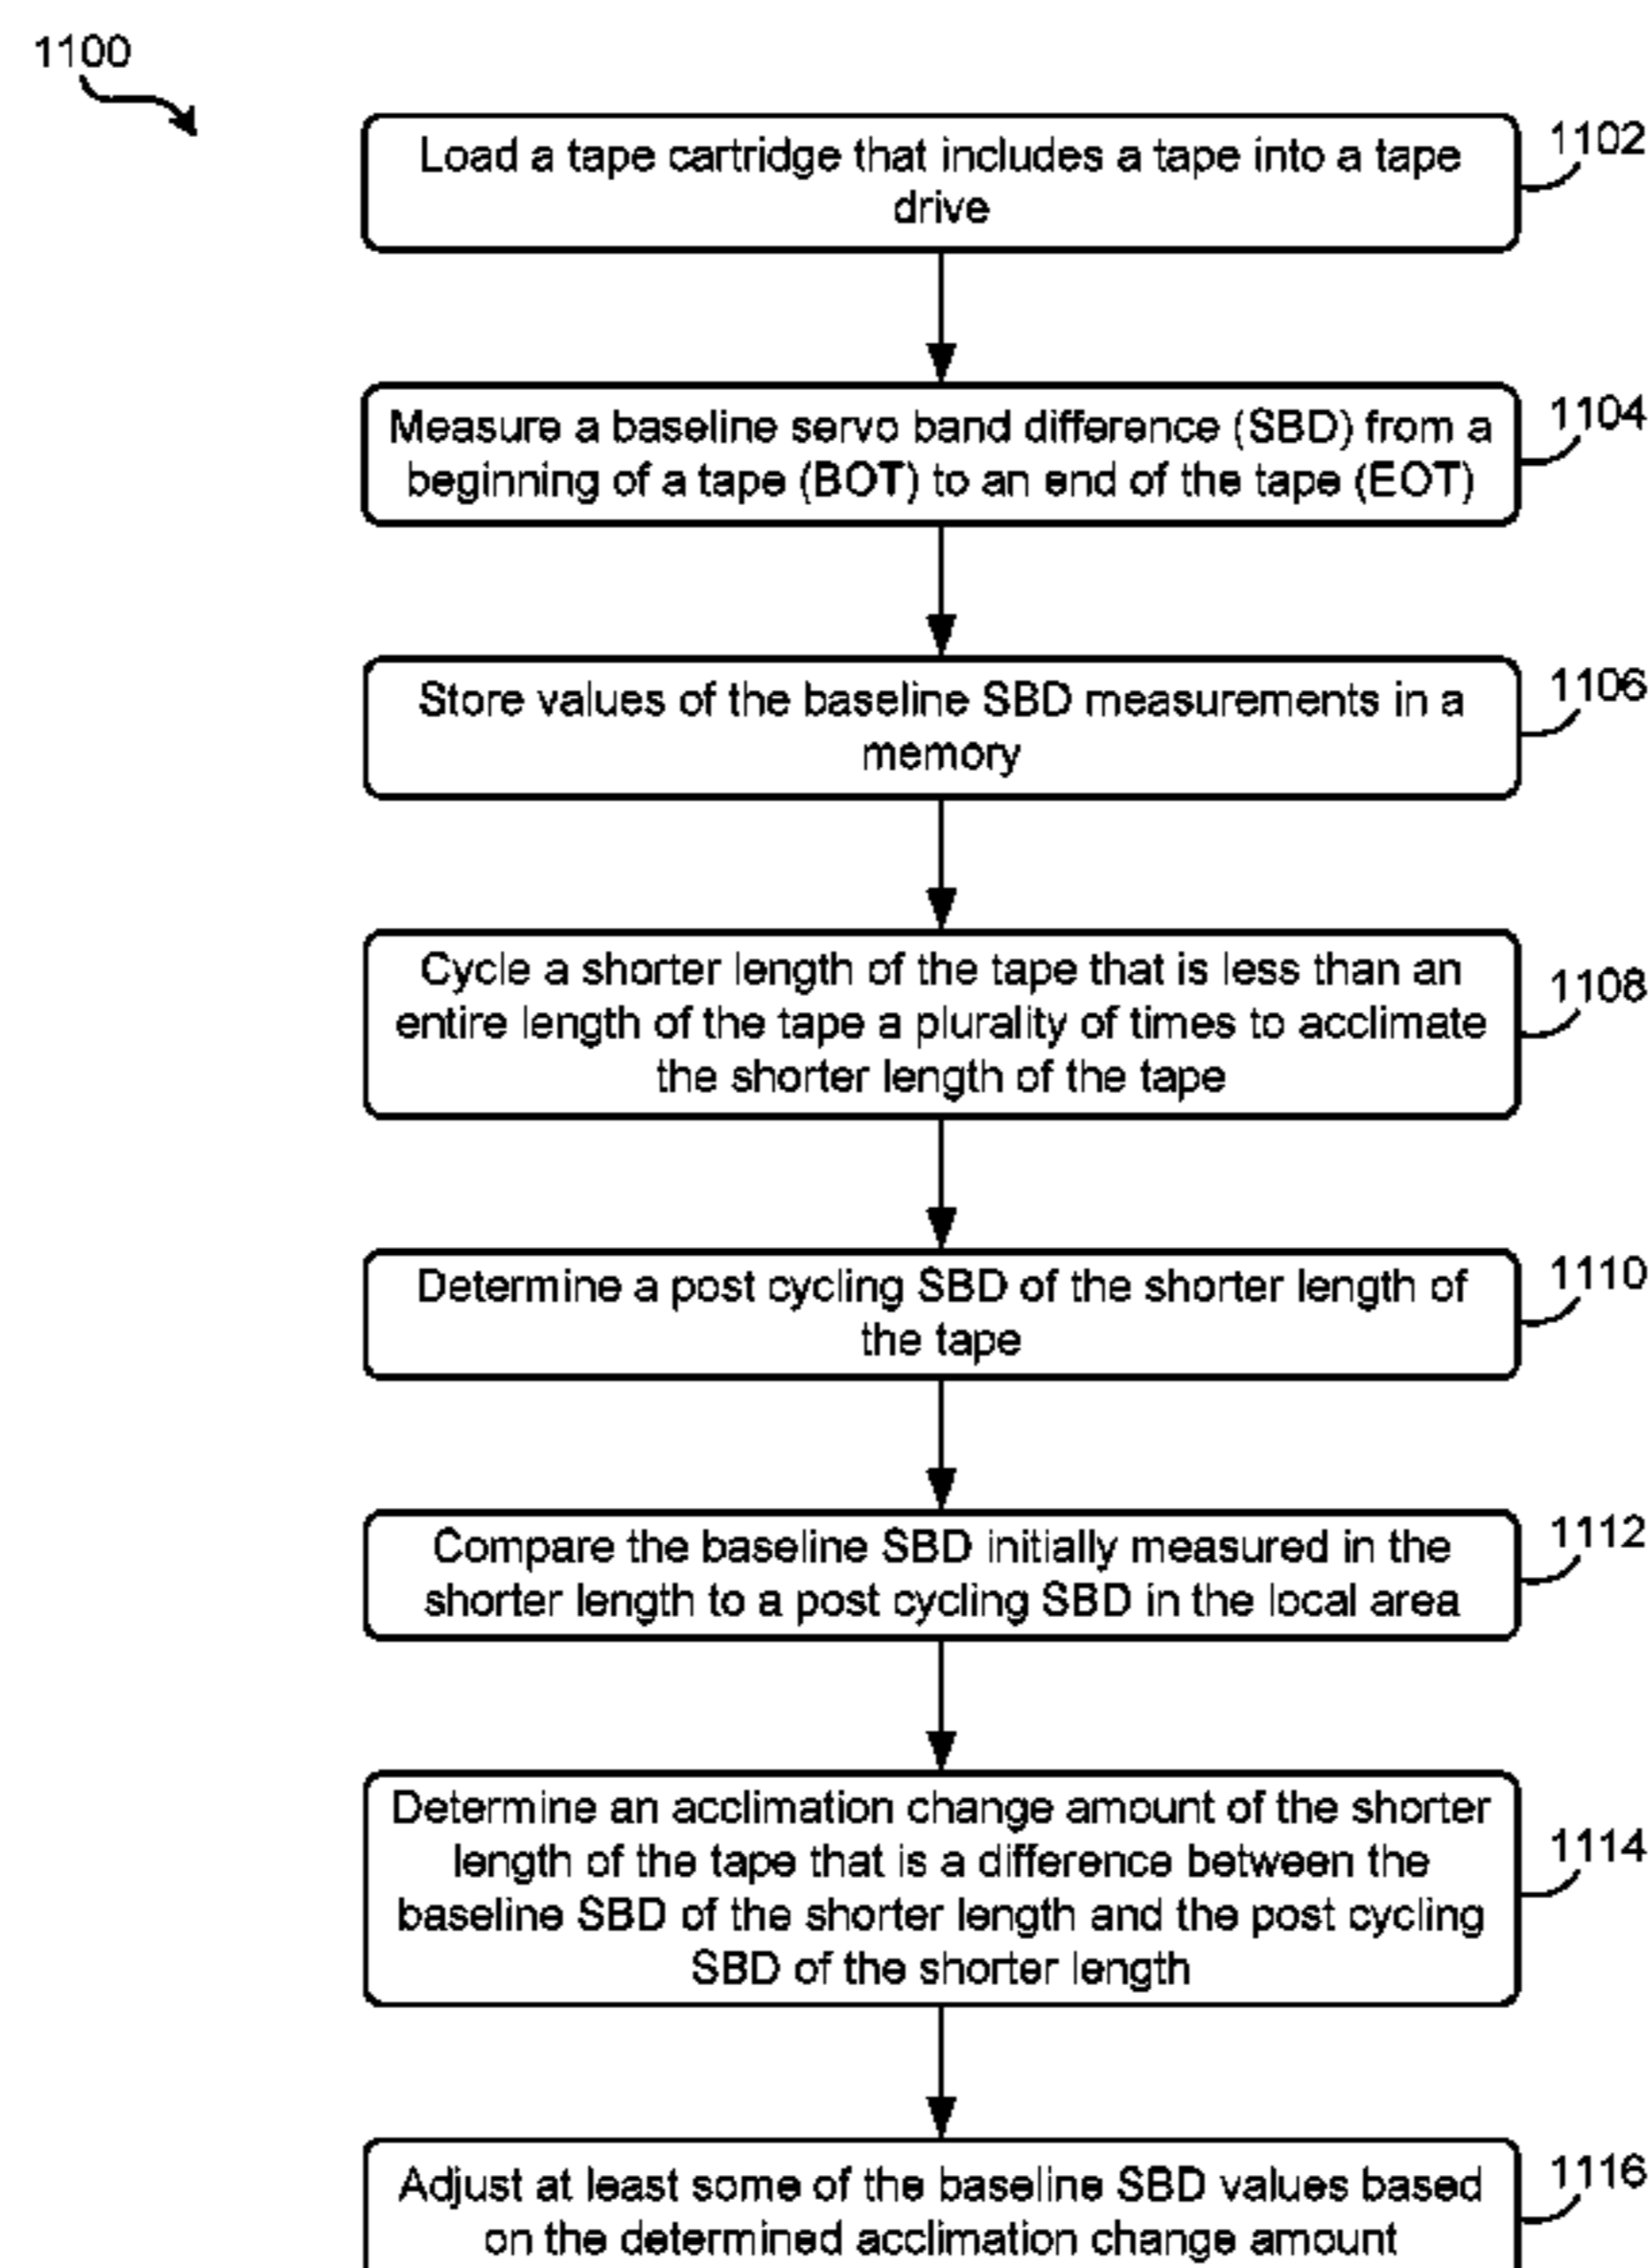 1100
Load a tape cartridge that includes a tape into a tape
drive
1102
Measure a baseline servo band difference (SBD) from a
beginning of a tape (BOT) to an end of the tape (EOT)
1104
Store values of the baseline SBD measurements in a
memory
1106
Cycle a shorter length of the tape that is less than an
entire length of the tape a plurality of times to acclimate
the shorter length of the tape
1108
Determine a post cycling SBD of the shorter length of
the tape
1110
Compare the baseline SBD initially measured in the
shorter length to a post cycling SBD in the local area
1112
Determine an acclimation change amount of the shorter
length of the tape that is a difference between the
baseline SBD of the shorter length and the post cycling
SBD of the shorter length
1114
Adjust at least some of the baseline SBD values based
on the determined acclimation change amount
1116